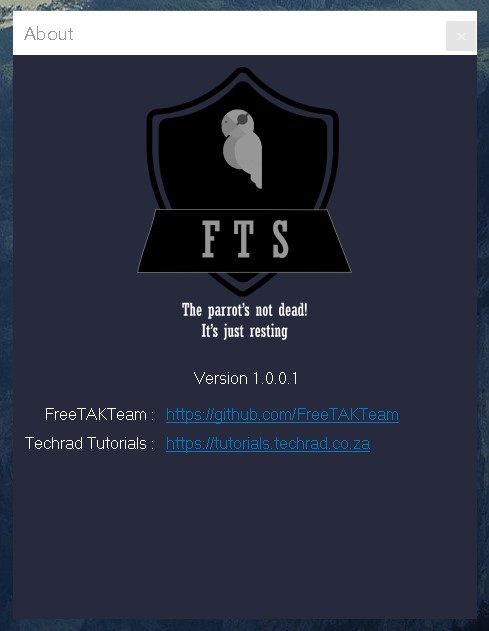 About
FTS
The parrot's not dead!
It's just resting
Version 1.0.0.1
FreeTAKTeam : https://github.com/FreeTAKTeam
Techrad Tutorials : https://tutorials.techrad.co.za